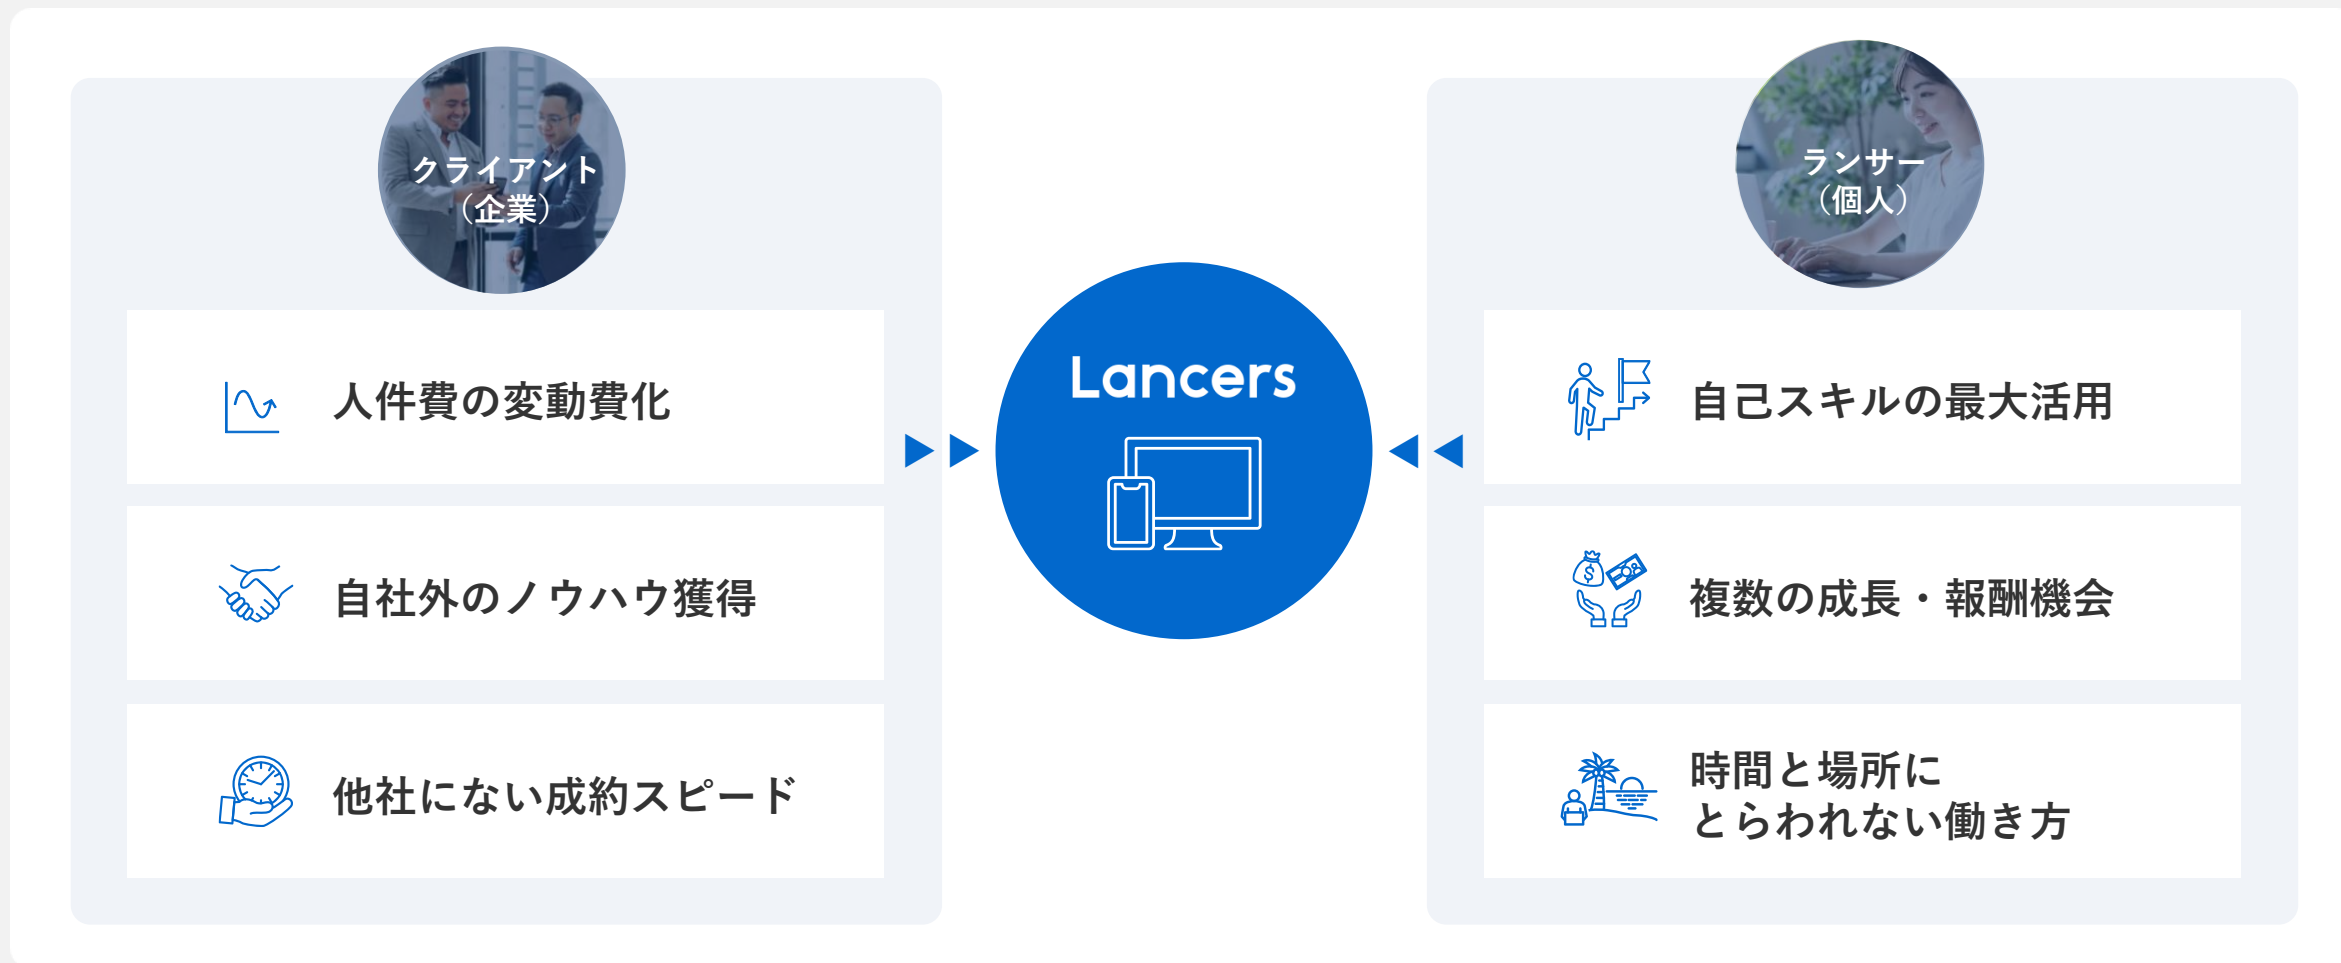 クライアント
（企業）
人件費の変動費化
自社外のノウハウ獲得
他社にない成約スピード
Lancers
ランサー
（個人）
自己スキルの最大活用
複数の成長・報酬機会
時間と場所に
とらわれない働き方